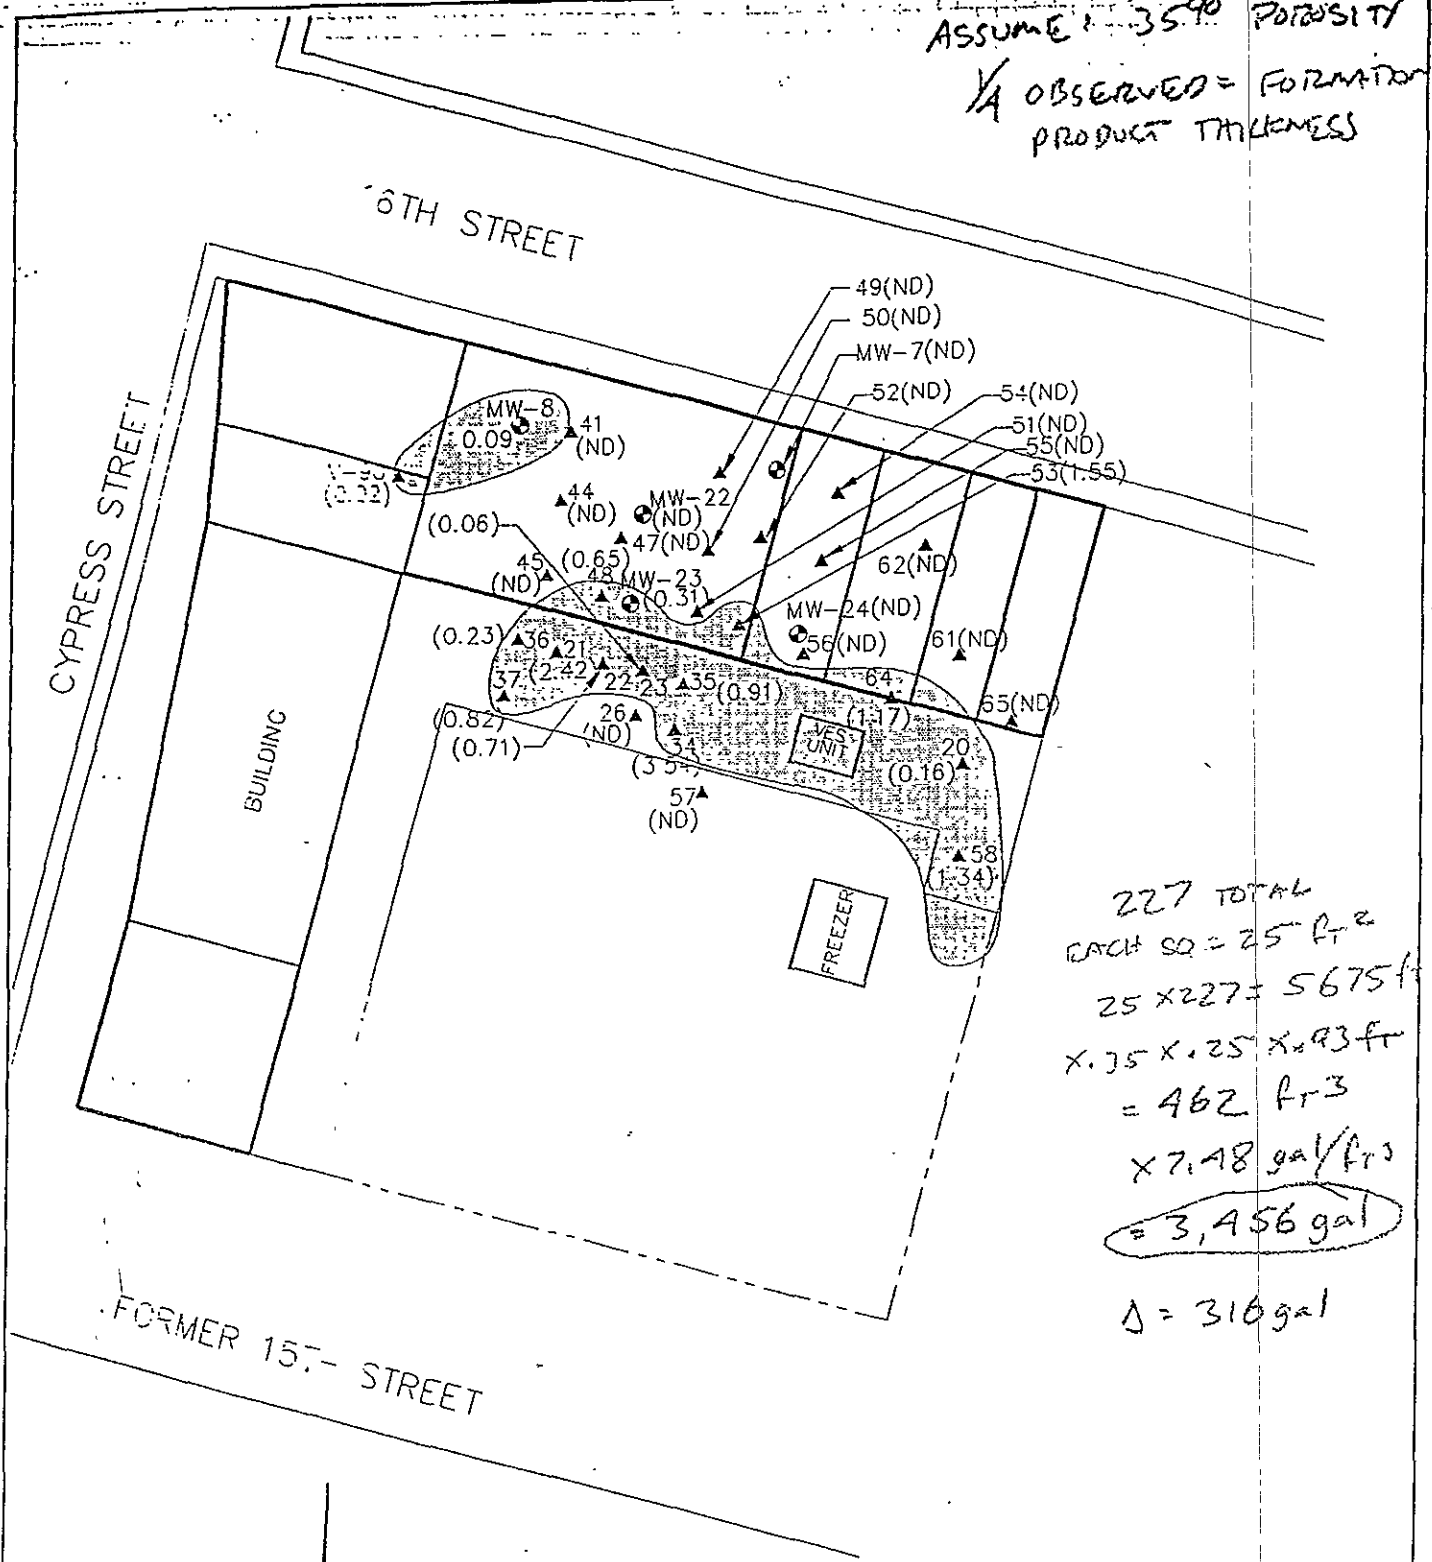 ASSUME: 35% POROSITY
1/4 OBSERVED = FORMATION
PRODUCT THICKNESS
6TH STREET
CYPRESS STREET
49(ND)
50(ND)
MW-7(ND)
52(ND)
54(ND)
51(ND)
55(ND)
53(1.55)
MW-8
0.09
41
(ND)
44
(ND)
MW-22
(ND)
(0.06)
47(ND)
62(ND)
45
(ND)
(0.65)
48
MW-23
(0.31)
MW-24(ND)
56(ND)
61(ND)
(0.23)
36
21
(2.42)
37
22
23
35
(0.91)
64
(1.17)
65(ND)
(0.82)
(0.71)
26
(ND)
34
(3.54)
VES
UNIT
20
(0.16)
57
(ND)
58
(1.34)
BUILDING
FREEZER
227 TOTAL
EACH SQ = 25 ft²
25 x 227 = 5675 ft
x .35 x .25 x .93 ft
= 462 ft³
x 7.48 gal/ft³
= 3,456 gal
Δ = 316 gal
FORMER STREET